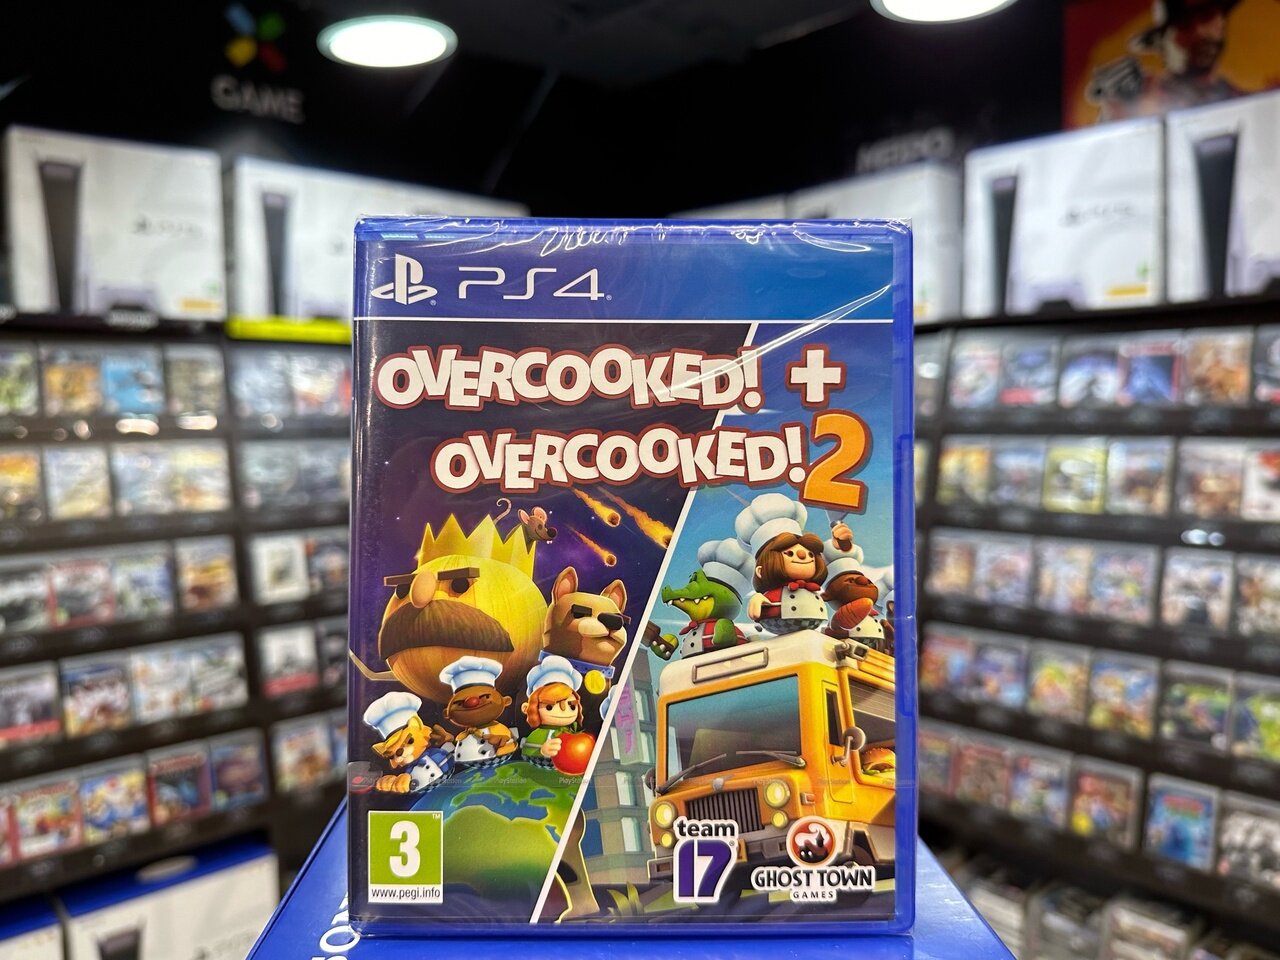 GAME
PS4
OVERCOOKED! +
OVERCOOKED! 2
3
www.pegi.info
team
17
GHOST TOWN
GAMES